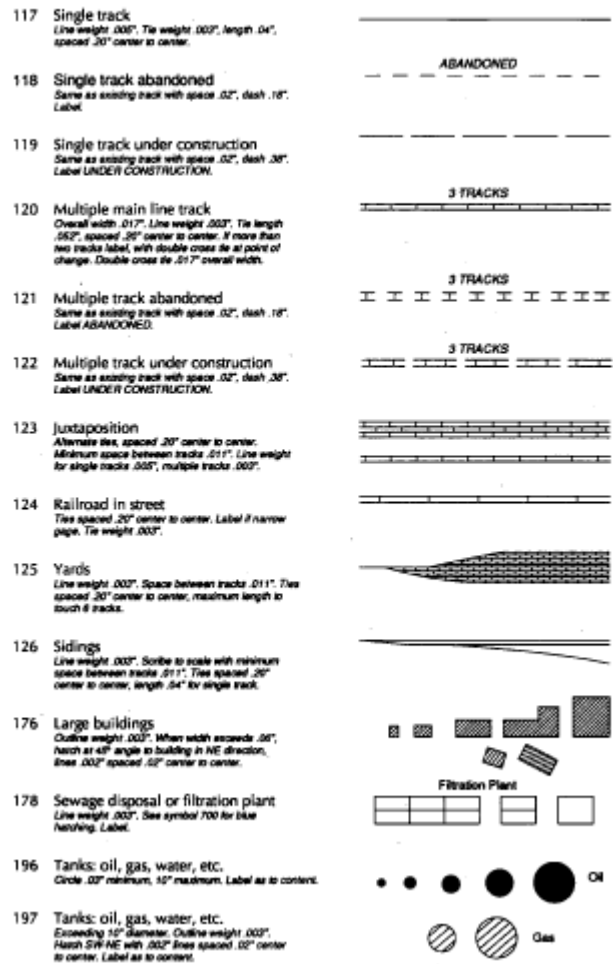 117 Single track
Line weight .005". Tie weight .003", length .04",
spaced .20" center to center.
118 Single track abandoned
Same as existing track with space .02", dash .18".
Label.
ABANDONED
119 Single track under construction
Same as existing track with space .02", dash .38".
Label UNDER CONSTRUCTION.
120 Multiple main line track
Overall width .017". Line weight .003". Tie length
.052", spaced .20" center to center. If more than
two tracks label, with double cross tie at point of
change. Double cross tie .017" overall width.
3 TRACKS
121 Multiple track abandoned
Same as existing track with space .02", dash .18".
Label ABANDONED.
3 TRACKS
122 Multiple track under construction
Same as existing track with space .02", dash .38".
Label UNDER CONSTRUCTION.
3 TRACKS
123 Juxtaposition
Alternate ties, spaced .20" center to center.
Minimum space between tracks .011". Line weight
for single tracks .005", multiple tracks .003".
124 Railroad in street
Ties spaced .20" center to center. Label if narrow
gage. Tie weight .003".
125 Yards
Line weight .003". Space between tracks .011". Ties
spaced .20" center to center, maximum length to
touch 6 tracks.
126 Sidings
Line weight .003". Scribe to scale with minimum
space between tracks .011". Ties spaced .20"
center to center, length .04" for single track.
176 Large buildings
Outline weight .003". When width exceeds .06",
hatch at 45° angle to building in NE direction,
lines .002" spaced .02" center to center.
178 Sewage disposal or filtration plant
Line weight .003". See symbol 700 for blue
hatching. Label.
Filtration Plant
196 Tanks: oil, gas, water, etc.
Circle .03" minimum, .10" maximum. Label as to content.
Oil
197 Tanks: oil, gas, water, etc.
Exceeding .10" diameter. Outline weight .003".
Hatch SW-NE with .002" lines spaced .02" center
to center. Label as to content.
Gas